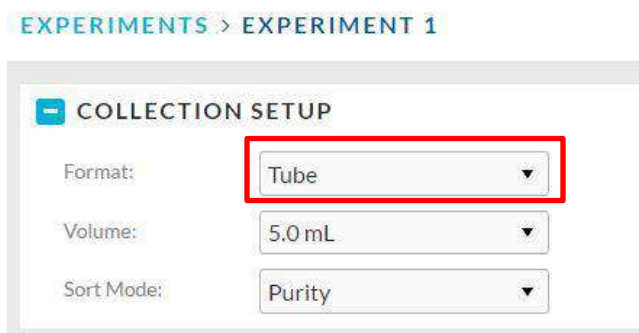 EXPERIMENTS > EXPERIMENT 1
COLLECTION SETUP
Format: Tube
Volume: 5.0 mL
Sort Mode: Purity